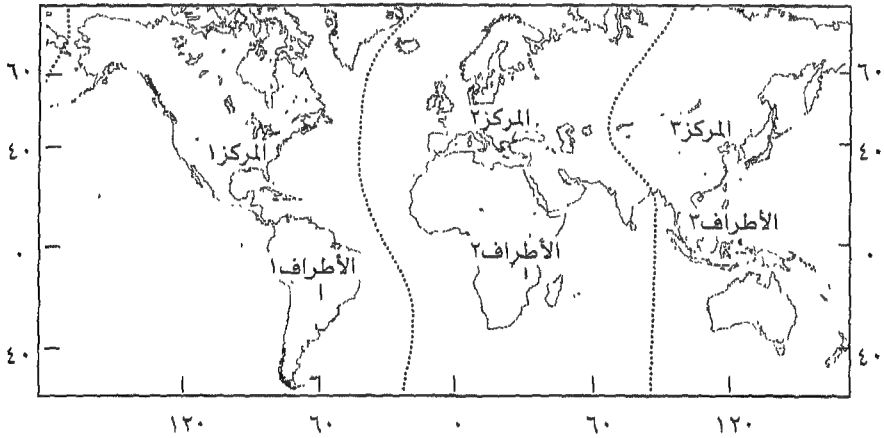 ٦٠ ٦٠
المركز٢
المركز٣
٤٠ المركز١ ٤٠
الأطراف٣
٠ الأطراف٢ ٠
الأطراف١
٤٠ ٤٠
١٢٠ ٦٠ ٠ ٦٠ ١٢٠